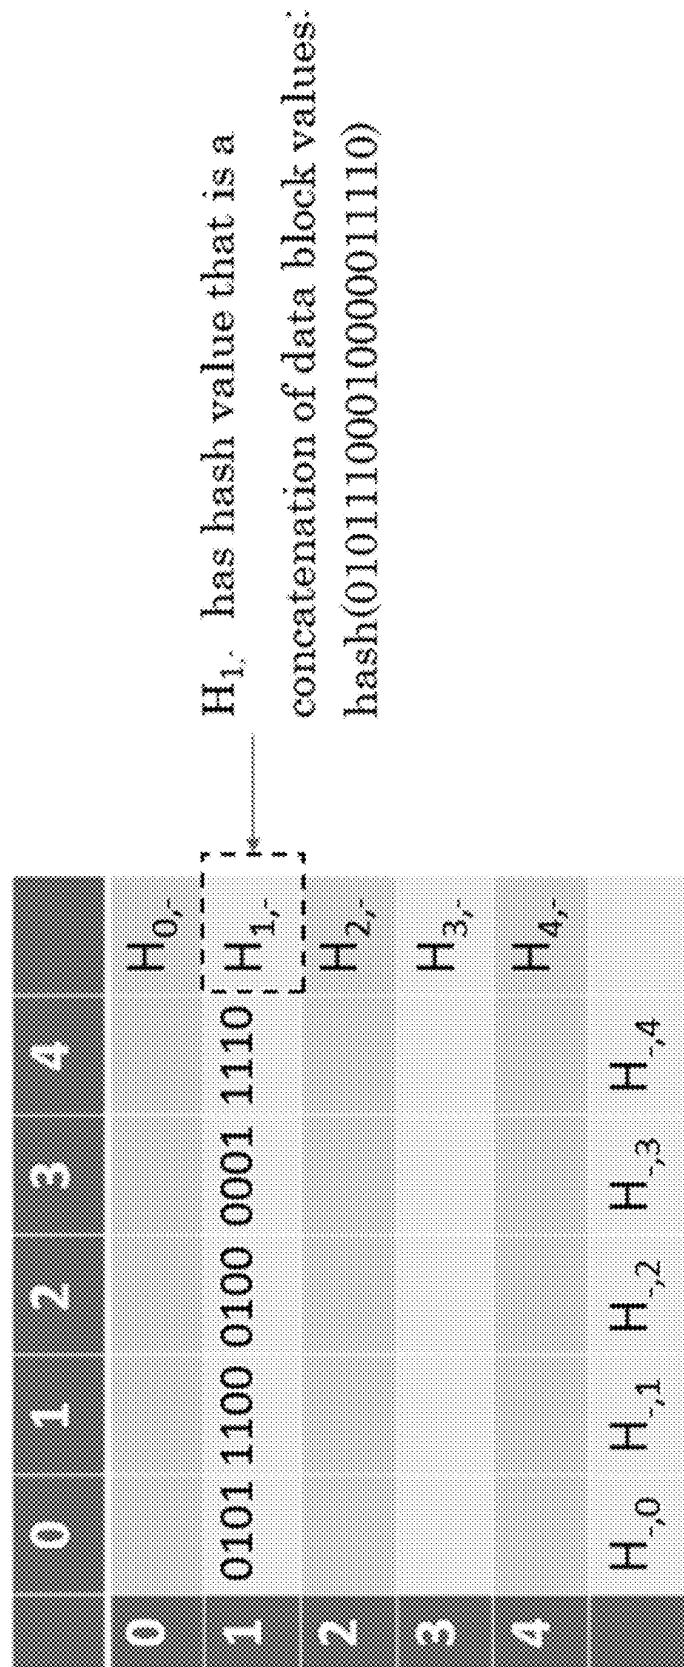 0 1 2 3 4
0 H₀,-
1 0101 1100 0100 0001 1110 H₁,-
2 H₂,-
3 H₃,-
4 H₄,-
H-,₀ H-,₁ H-,₂ H-,₃ H-,₄
H₁,- has hash value that is a
concatenation of data block values:
hash(01011100010000011110)